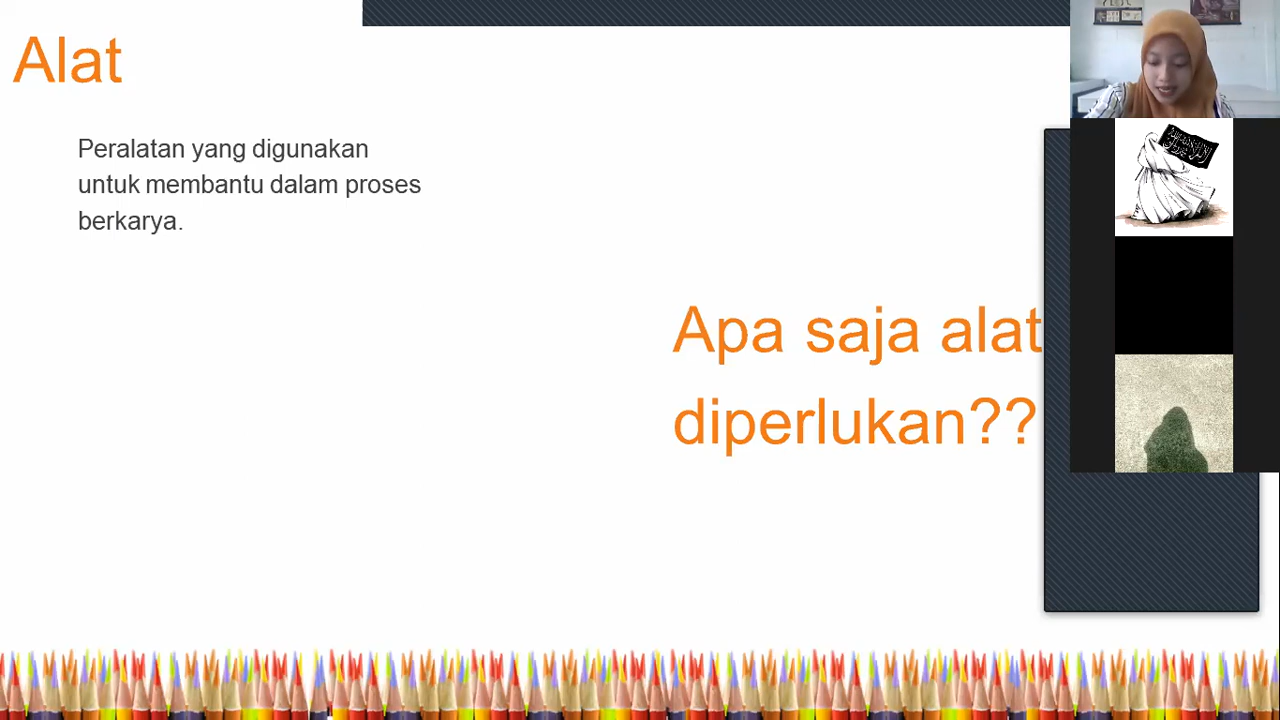 Alat
Peralatan yang digunakan
untuk membantu dalam proses
berkarya.
Apa saja alat
diperlukan??